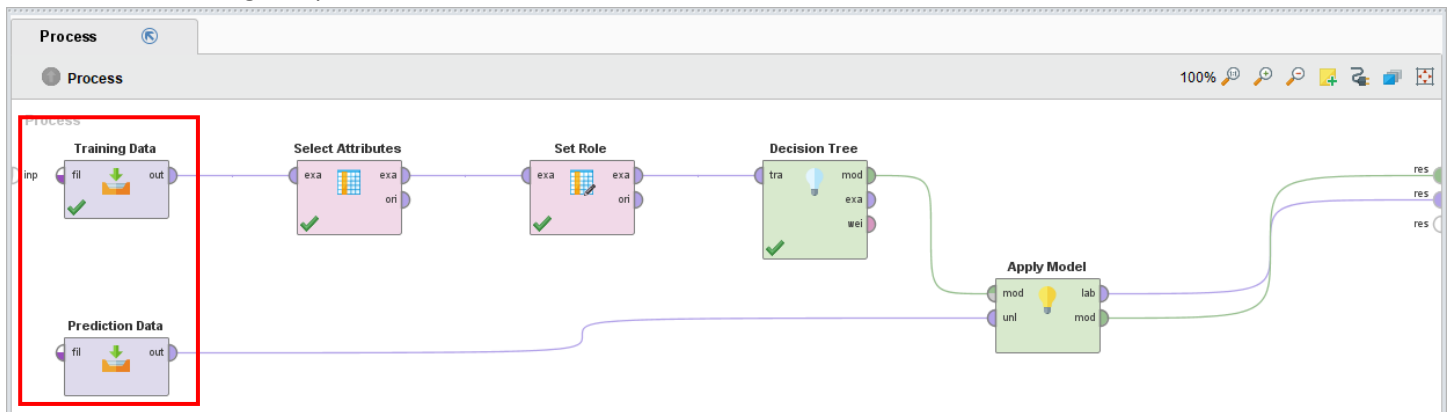 Process
Process
100%
Process
Training Data
Select Attributes
Set Role
Decision Tree
inp
fil out
exa exa
ori
exa exa
ori
tra mod
exa
wei
res
res
res
Apply Model
mod lab
unl mod
Prediction Data
fil out